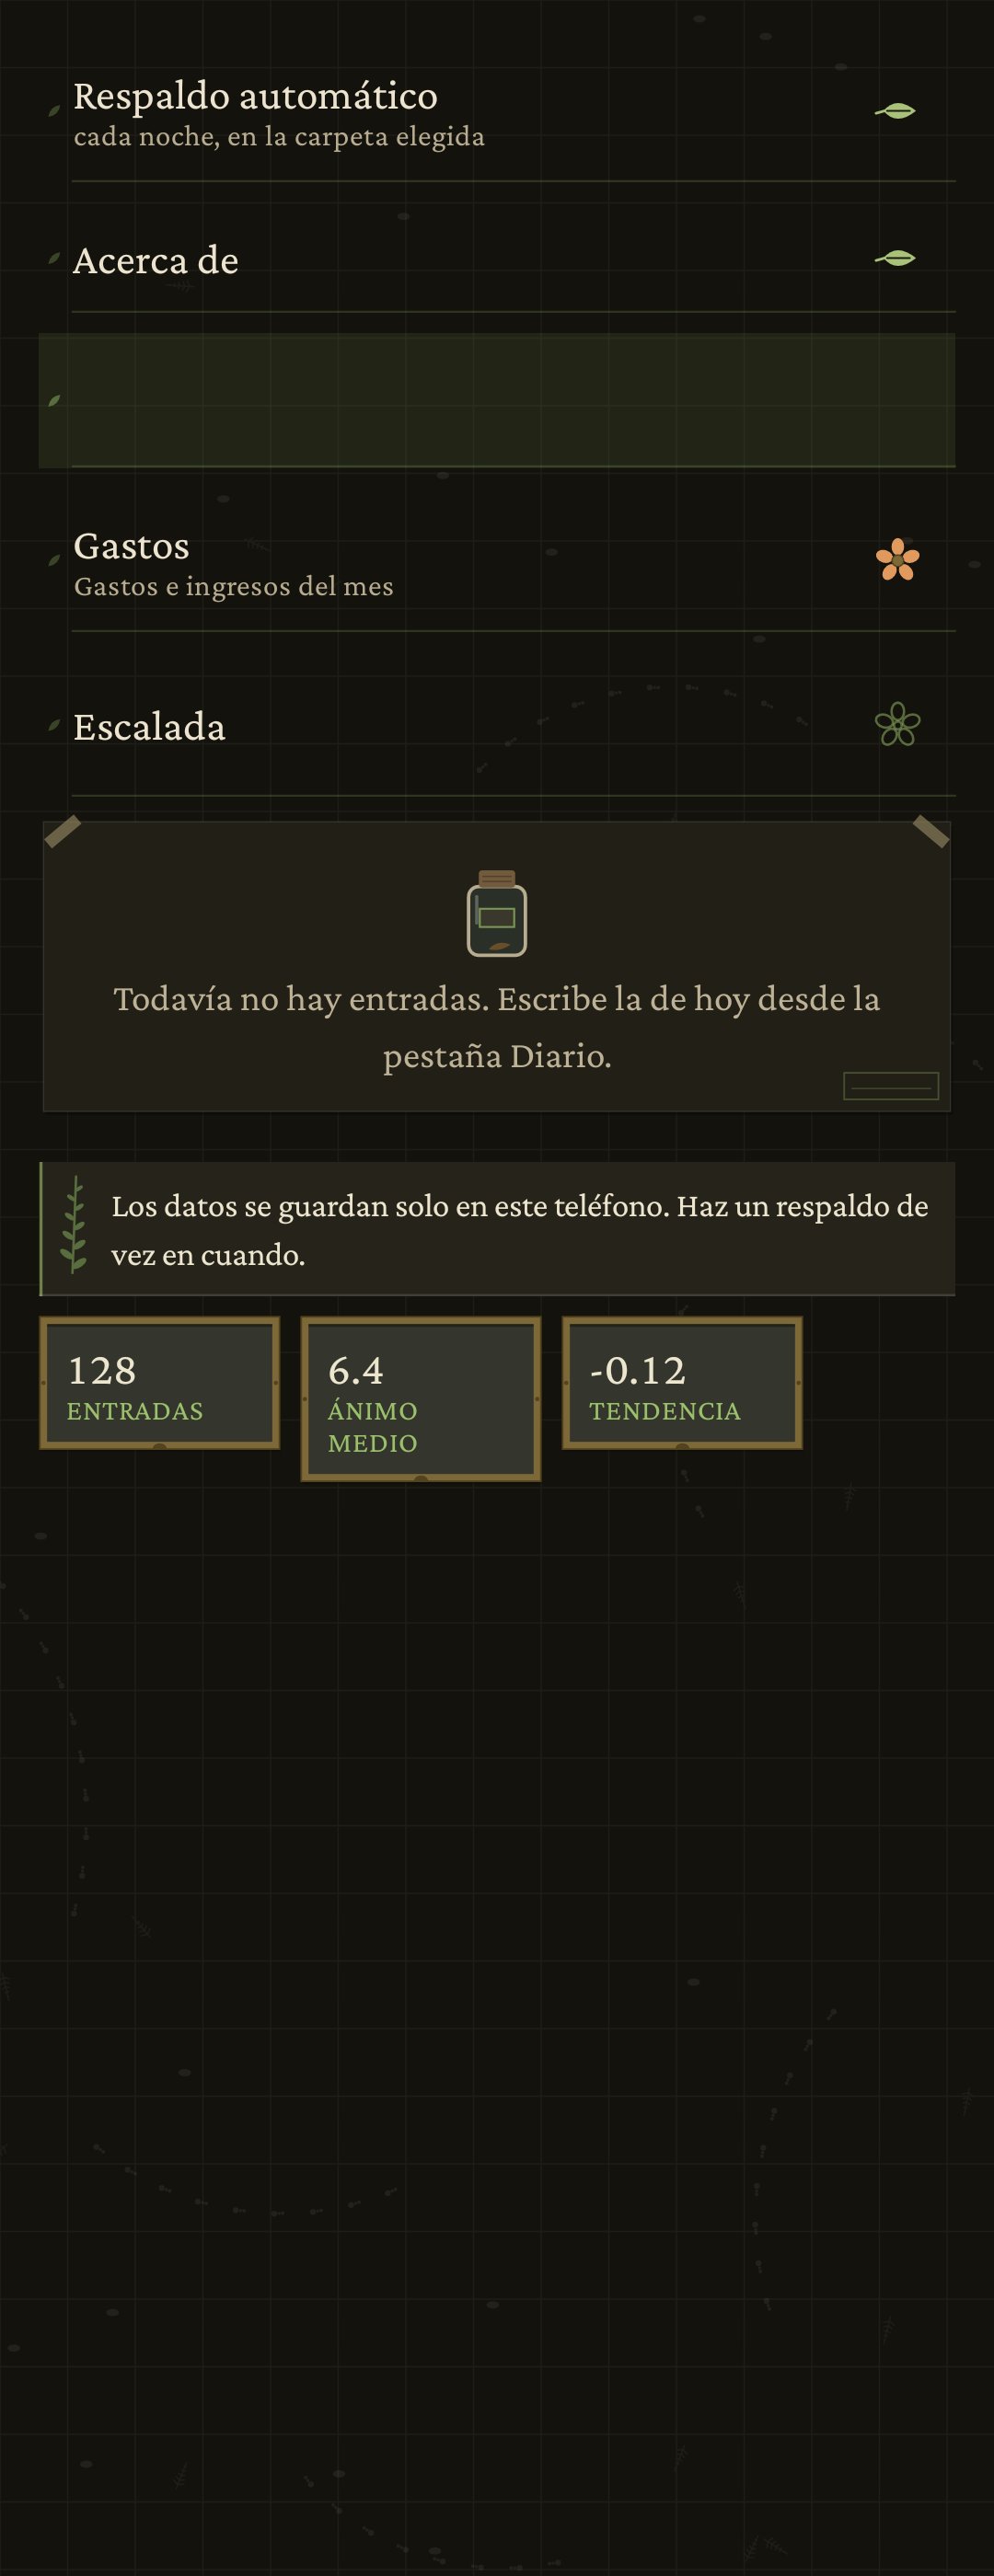 Respaldo automático
cada noche, en la carpeta elegida
Acerca de
Gastos
Gastos e ingresos del mes
Escalada
Todavía no hay entradas. Escribe la de hoy desde la
pestaña Diario.
Los datos se guardan solo en este teléfono. Haz un respaldo de
vez en cuando.
128
ENTRADAS
6.4
ÁNIMO
MEDIO
-0.12
TENDENCIA